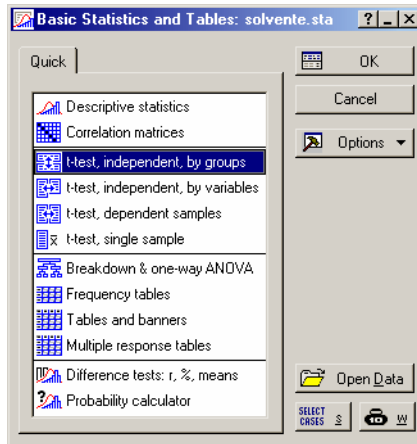 Basic Statistics and Tables: solvente.sta
Quick
OK
Cancel
Options
Descriptive statistics
Correlation matrices
t-test, independent, by groups
t-test, independent, by variables
t-test, dependent samples
t-test, single sample
Breakdown & one-way ANOVA
Frequency tables
Tables and banners
Multiple response tables
Difference tests: r, %, means
Probability calculator
Open Data
SELECT
CASES S W